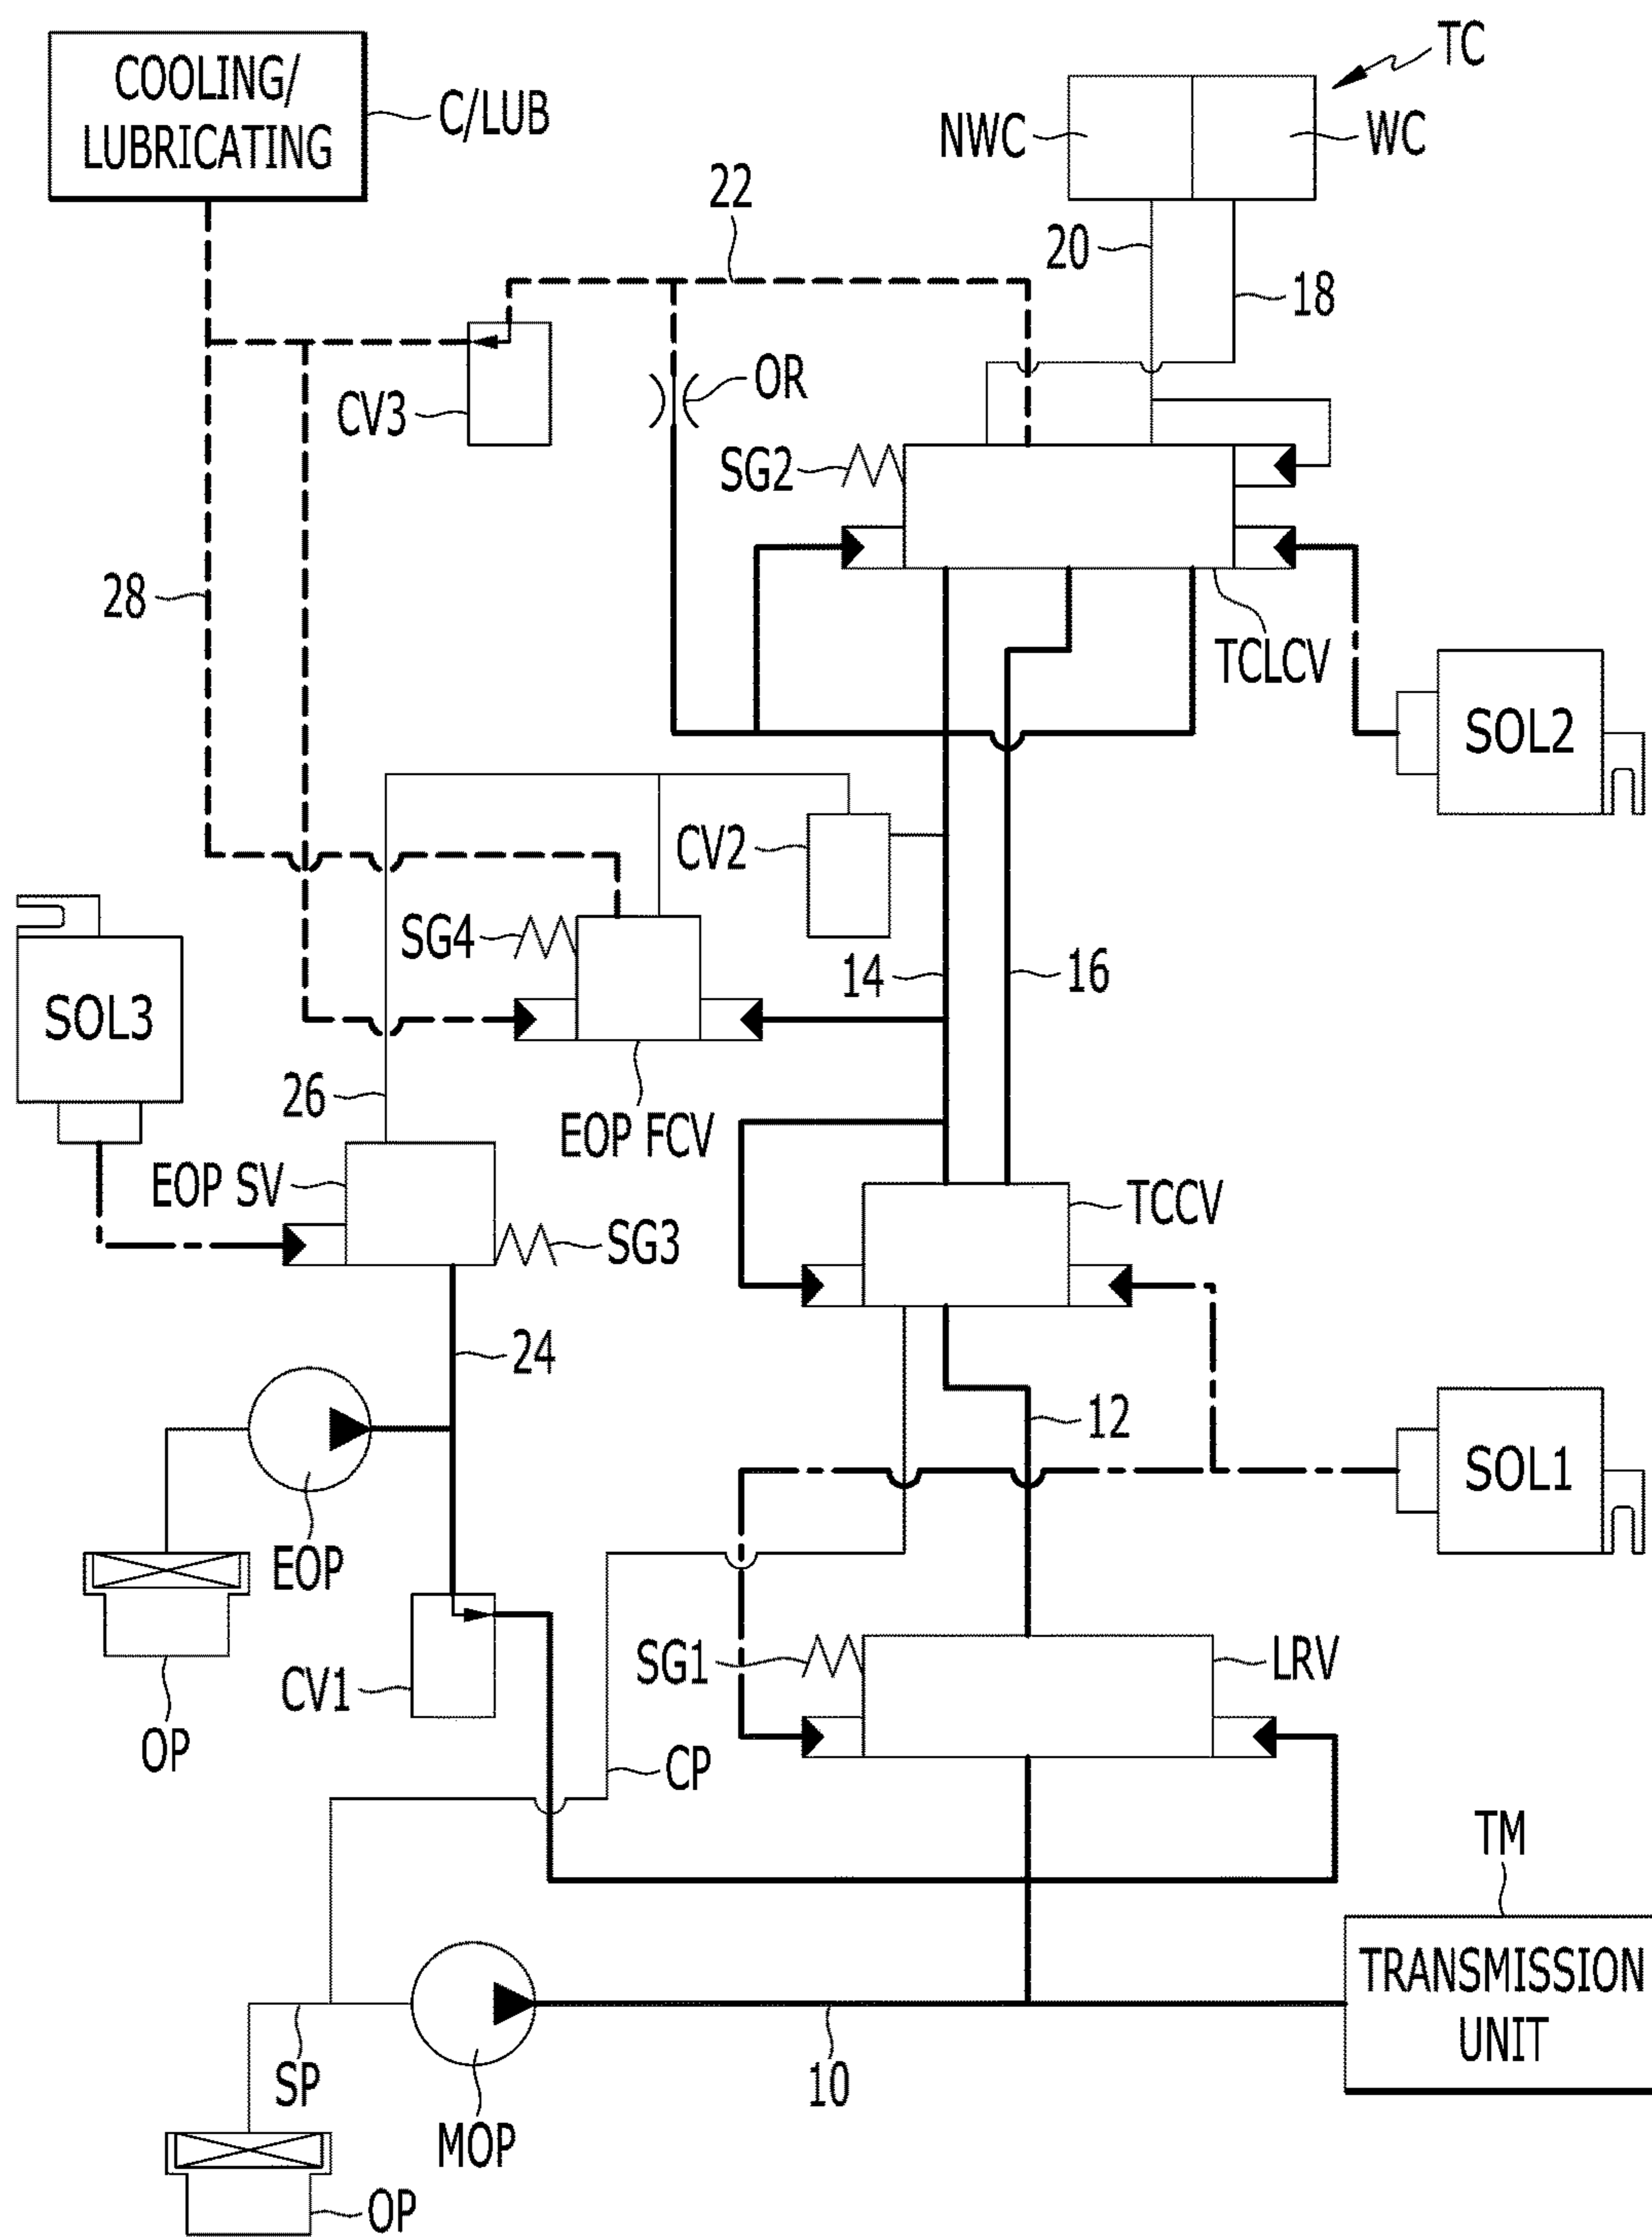 TC
COOLING/
LUBRICATING
C/LUB
NWC
WC
22
20
18
CV3
OR
SG2
28
TCLCV
SOL2
CV2
SG4
14
16
SOL3
26
EOP FCV
EOP SV
TCCV
SG3
24
12
SOL1
EOP
SG1
LRV
CV1
OP
CP
TM
TRANSMISSION
UNIT
SP
10
MOP
OP